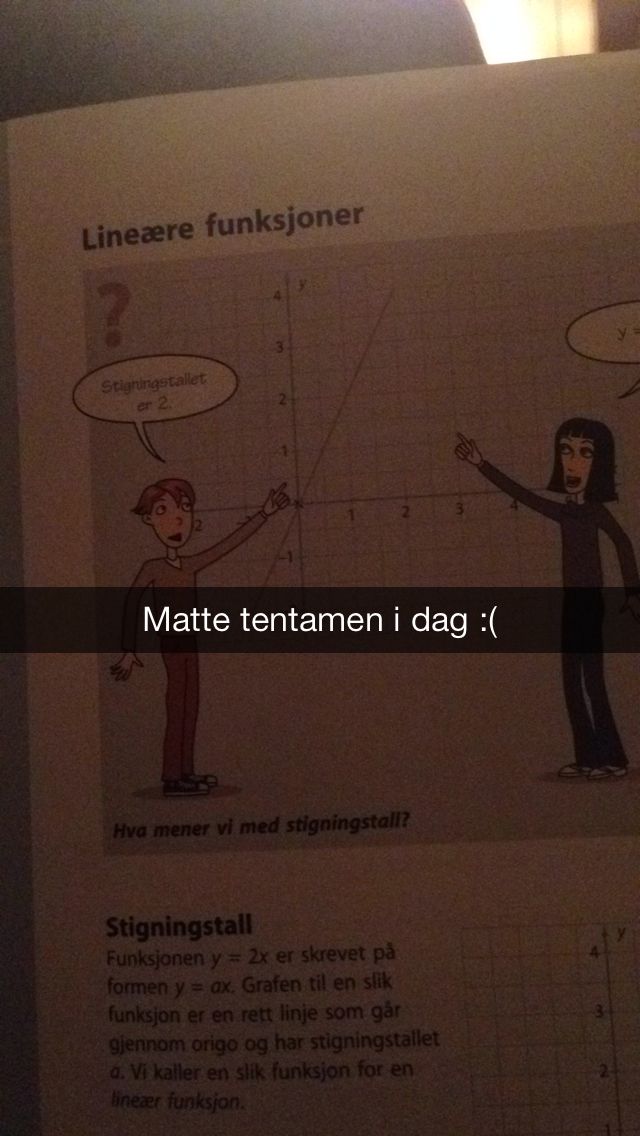 Lineære funksjoner
?
y
4
3
2
1
Stigningstallet
er 2.
y =
2
1
2
3
4
-1
Matte tentamen i dag :(
Hva mener vi med stigningstall?
Stigningstall
Funksjonen y = 2x er skrevet på
formen y = ax. Grafen til en slik
funksjon er en rett linje som går
gjennom origo og har stigningstallet
a. Vi kaller en slik funksjon for en
lineær funksjon.
y
4
3
2
1